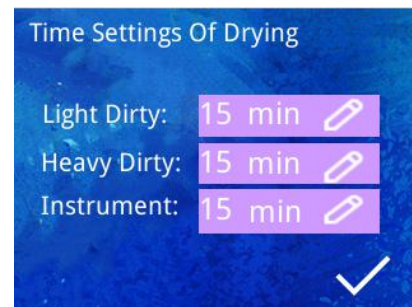 Time Settings Of Drying
Light Dirty: 15 min
Heavy Dirty: 15 min
Instrument: 15 min